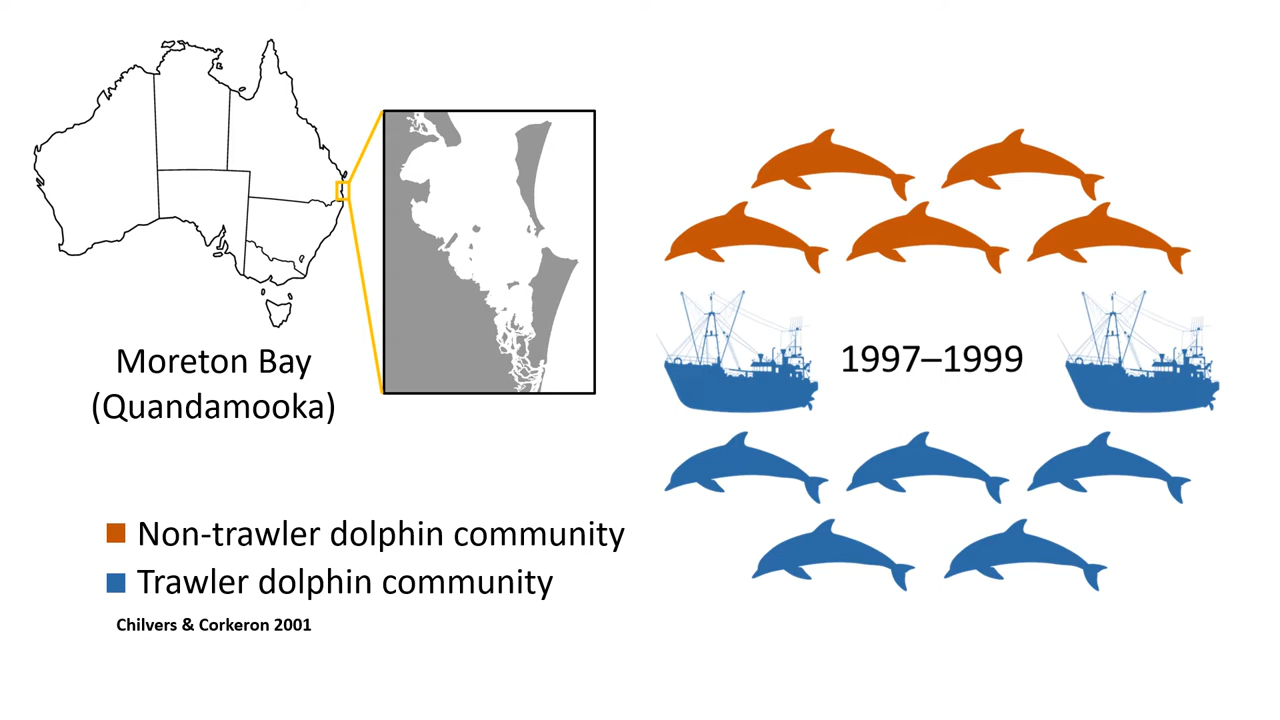 Moreton Bay
(Quandamooka)
1997–1999
Non-trawler dolphin community
Trawler dolphin community
Chilvers & Corkeron 2001